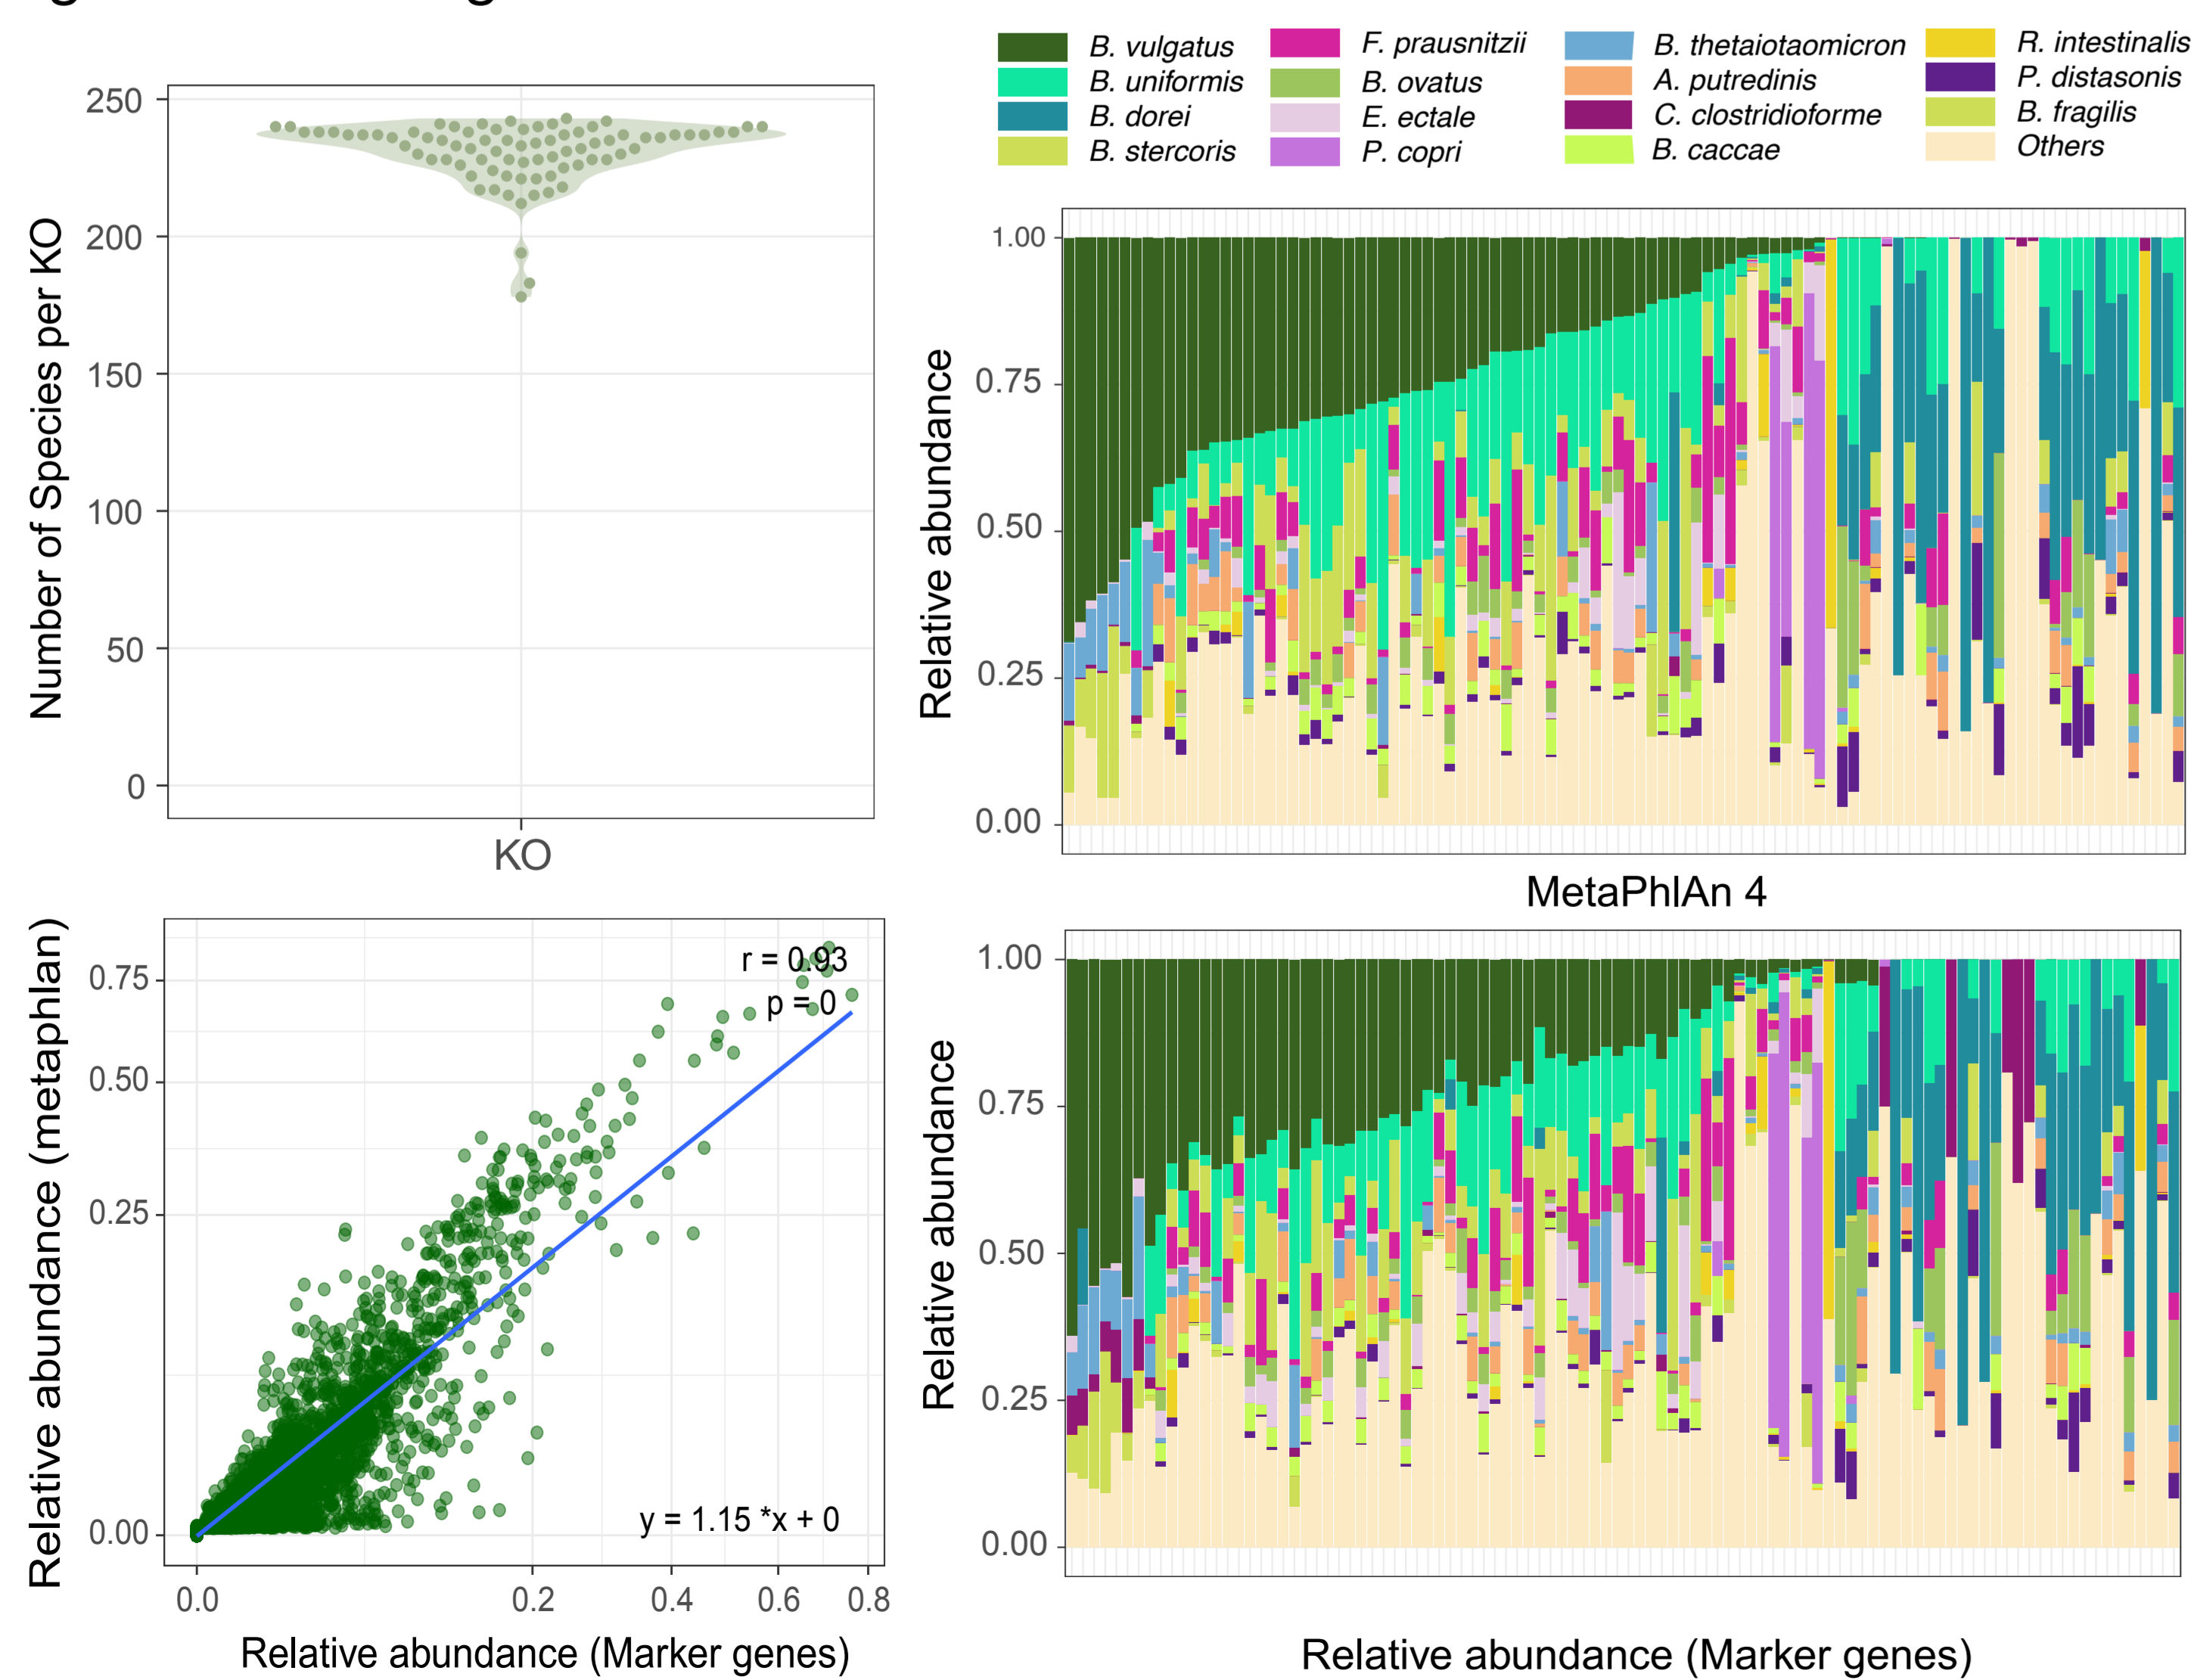 B. vulgatus
B. uniformis
B. dorei
B. stercoris
F. prausnitzii
B. ovatus
E. ectale
P. copri
B. thetaiotaomicron
A. putredinis
C. clostridioforme
B. caccae
R. intestinalis
P. distasonis
B. fragilis
Others
Number of Species per KO
250
200
150
100
50
0
KO
Relative abundance
1.00
0.75
0.50
0.25
0.00
MetaPhlAn 4
Relative abundance (metaphlan)
0.75
0.50
0.25
0.00
r = 0.93
p = 0
y = 1.15 *x + 0
0.0
0.2
0.4
0.6
0.8
Relative abundance (Marker genes)
Relative abundance
1.00
0.75
0.50
0.25
0.00
Relative abundance (Marker genes)